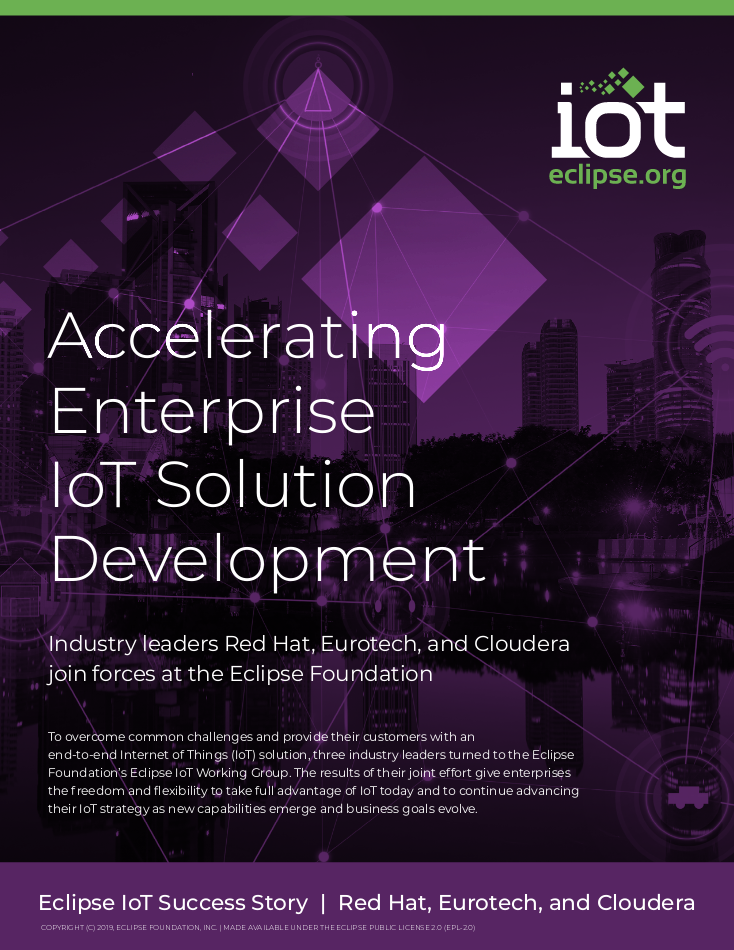 iot
eclipse.org
Accelerating
Enterprise
IoT Solution
Development
Industry leaders Red Hat, Eurotech, and Cloudera
join forces at the Eclipse Foundation
To overcome common challenges and provide their customers with an
end-to-end Internet of Things (IoT) solution, three industry leaders turned to the Eclipse
Foundation's Eclipse IoT Working Group. The results of their joint effort give enterprises
the freedom and flexibility to take full advantage of IoT today and to continue advancing
their IoT strategy as new capabilities emerge and business goals evolve.
Eclipse IoT Success Story | Red Hat, Eurotech, and Cloudera
COPYRIGHT (C) 2019, ECLIPSE FOUNDATION, INC. | MADE AVAILABLE UNDER THE ECLIPSE PUBLIC LICENSE 2.0 (EPL-2.0)